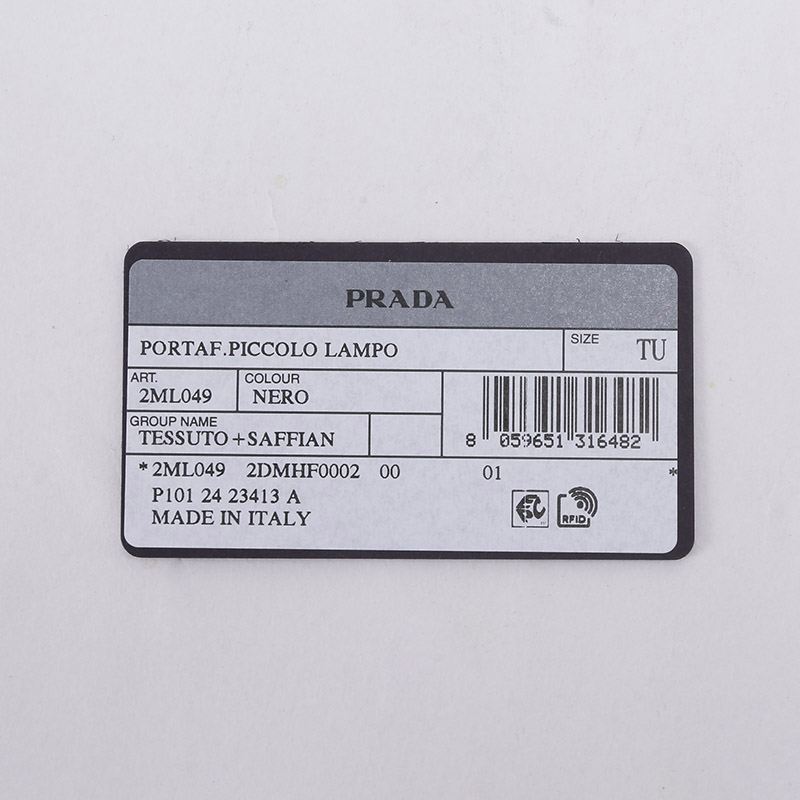 PRADA
PORTAF.PICCOLO LAMPO
SIZE TU
ART. 2ML049
COLOUR NERO
GROUP NAME
TESSUTO+SAFFIAN
8 059651 316482
*2ML049 2DMHF0002 00 01 *
P101 24 23413 A
MADE IN ITALY
RFID